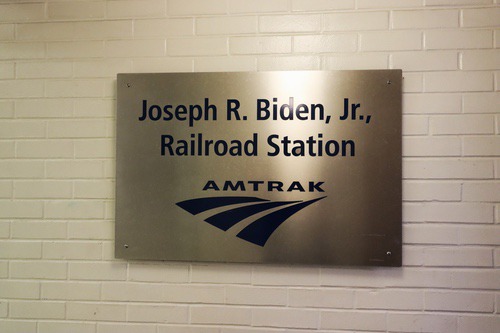 Joseph R. Biden, Jr.,
Railroad Station
AMTRAK